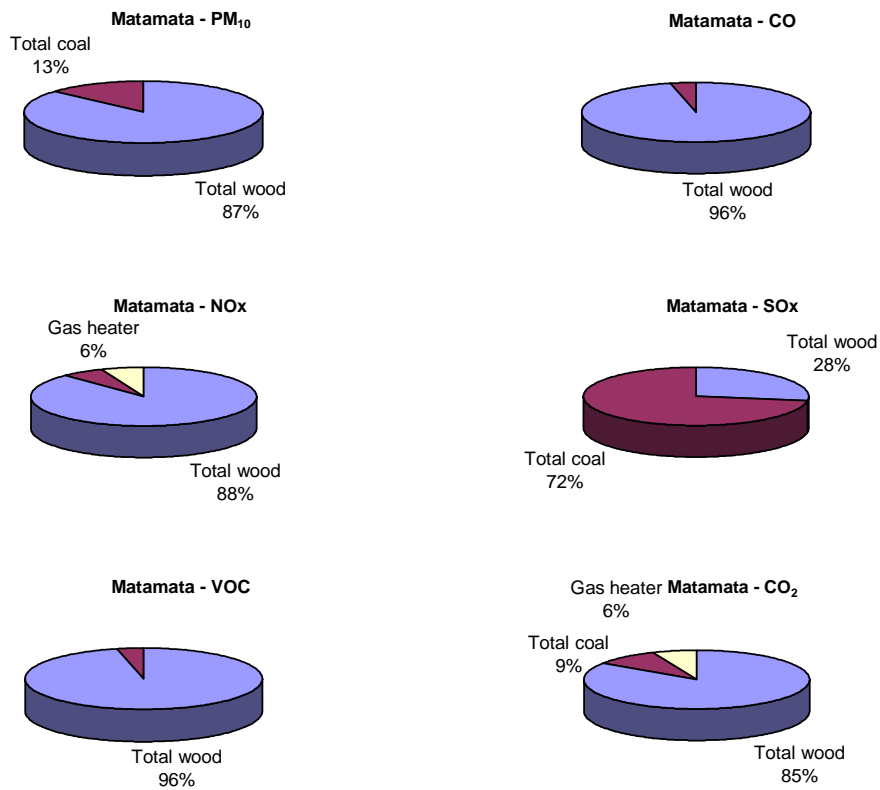 Matamata - PM₁₀
Total coal
13%
Total wood
87%
Matamata - CO
Total wood
96%
Matamata - NOx
Gas heater
6%
Total wood
88%
Matamata - SOx
Total wood
28%
Total coal
72%
Matamata - VOC
Total wood
96%
Matamata - CO₂
Gas heater
6%
Total coal
9%
Total wood
85%